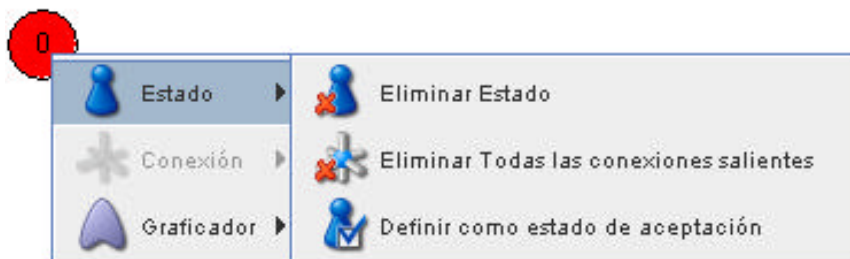 0
Estado
Eliminar Estado
Conexión
Eliminar Todas las conexiones salientes
Graficador
Definir como estado de aceptación